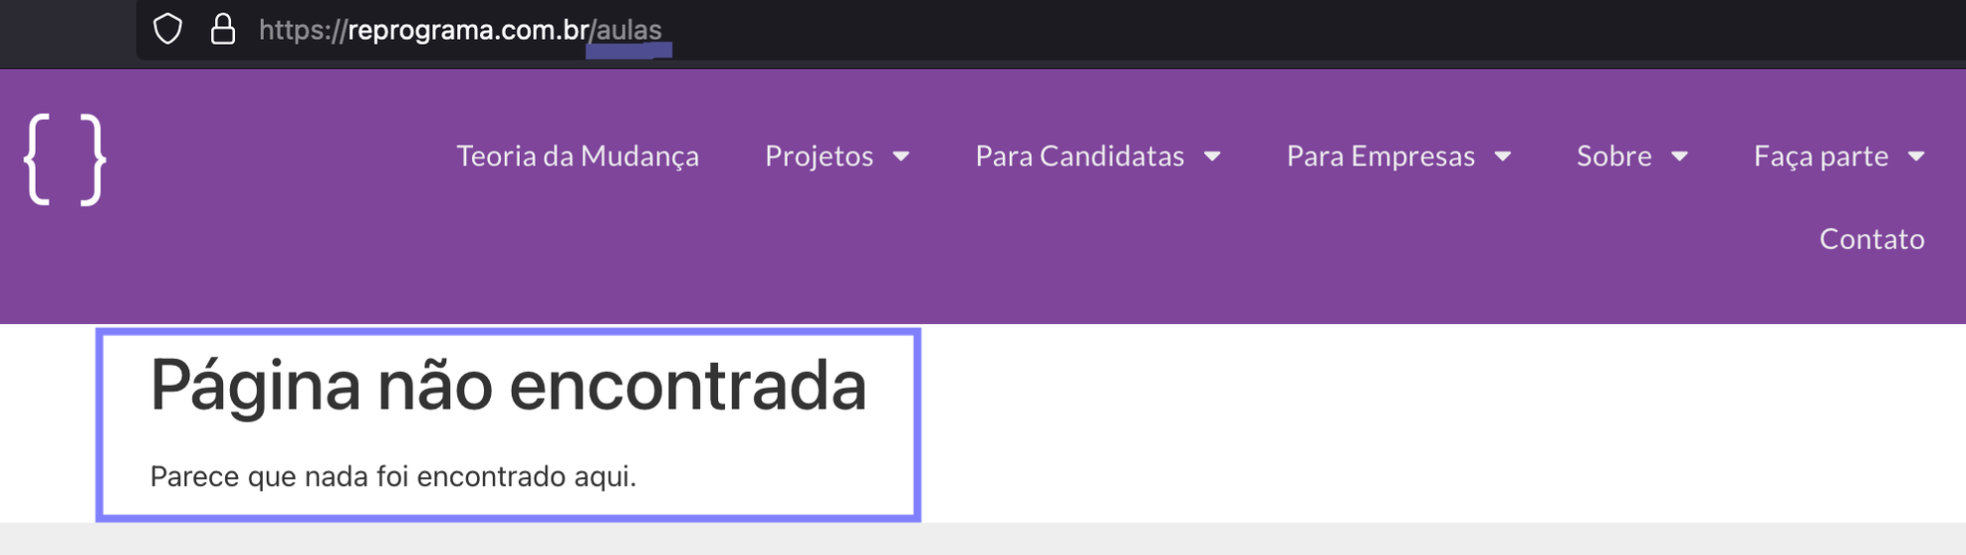 https://reprograma.com.br/aulas
{ }
Teoria da Mudança Projetos Para Candidatas Para Empresas Sobre Faça parte
Contato
Página não encontrada
Parece que nada foi encontrado aqui.